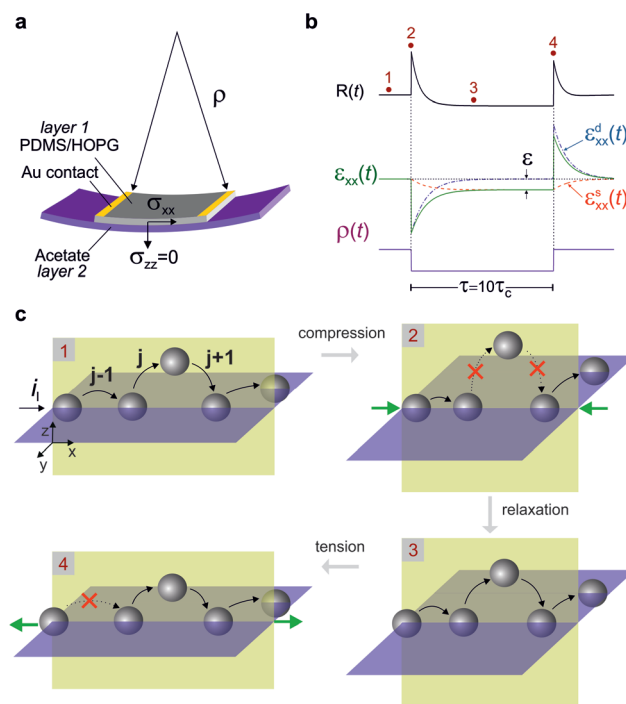 a
ρ
layer 1
PDMS/HOPG
Au contact
σxx
Acetate
layer 2
σzz=0
b
2
4
1
3
R(t)
εᵈxx(t)
ε
εxx(t)
εˢxx(t)
ρ(t)
τ=10τc
c
1
j-1
j
j+1
iI
z
y
x
compression
2
relaxation
4
tension
3